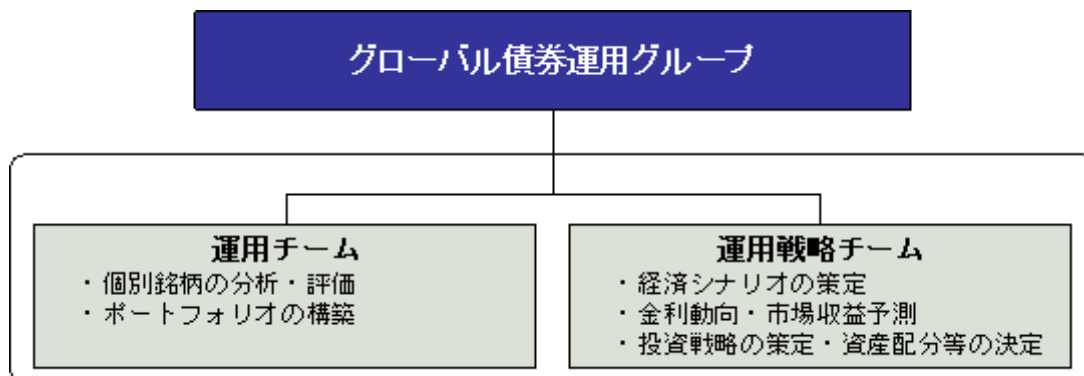 グローバル債券運用グループ
運用チーム
・個別銘柄の分析・評価
・ポートフォリオの構築
運用戦略チーム
・経済シナリオの策定
・金利動向・市場収益予測
・投資戦略の策定・資産配分等の決定